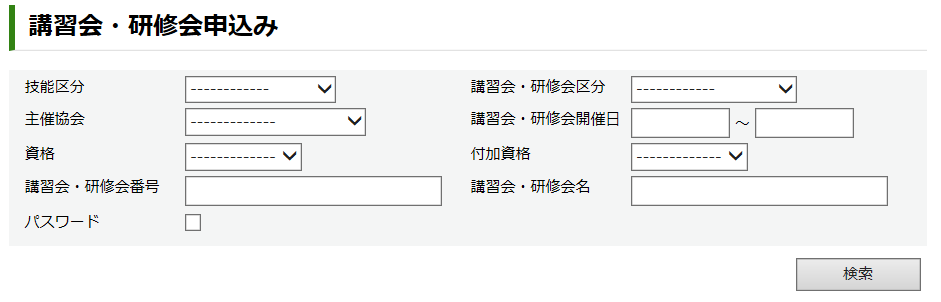 講習会・研修会申込み
技能区分 ------------ 講習会・研修会区分 ------------
主催協会 ------------- 講習会・研修会開催日 ～
資格 ------------- 付加資格 -------------
講習会・研修会番号 講習会・研修会名
パスワード
検索